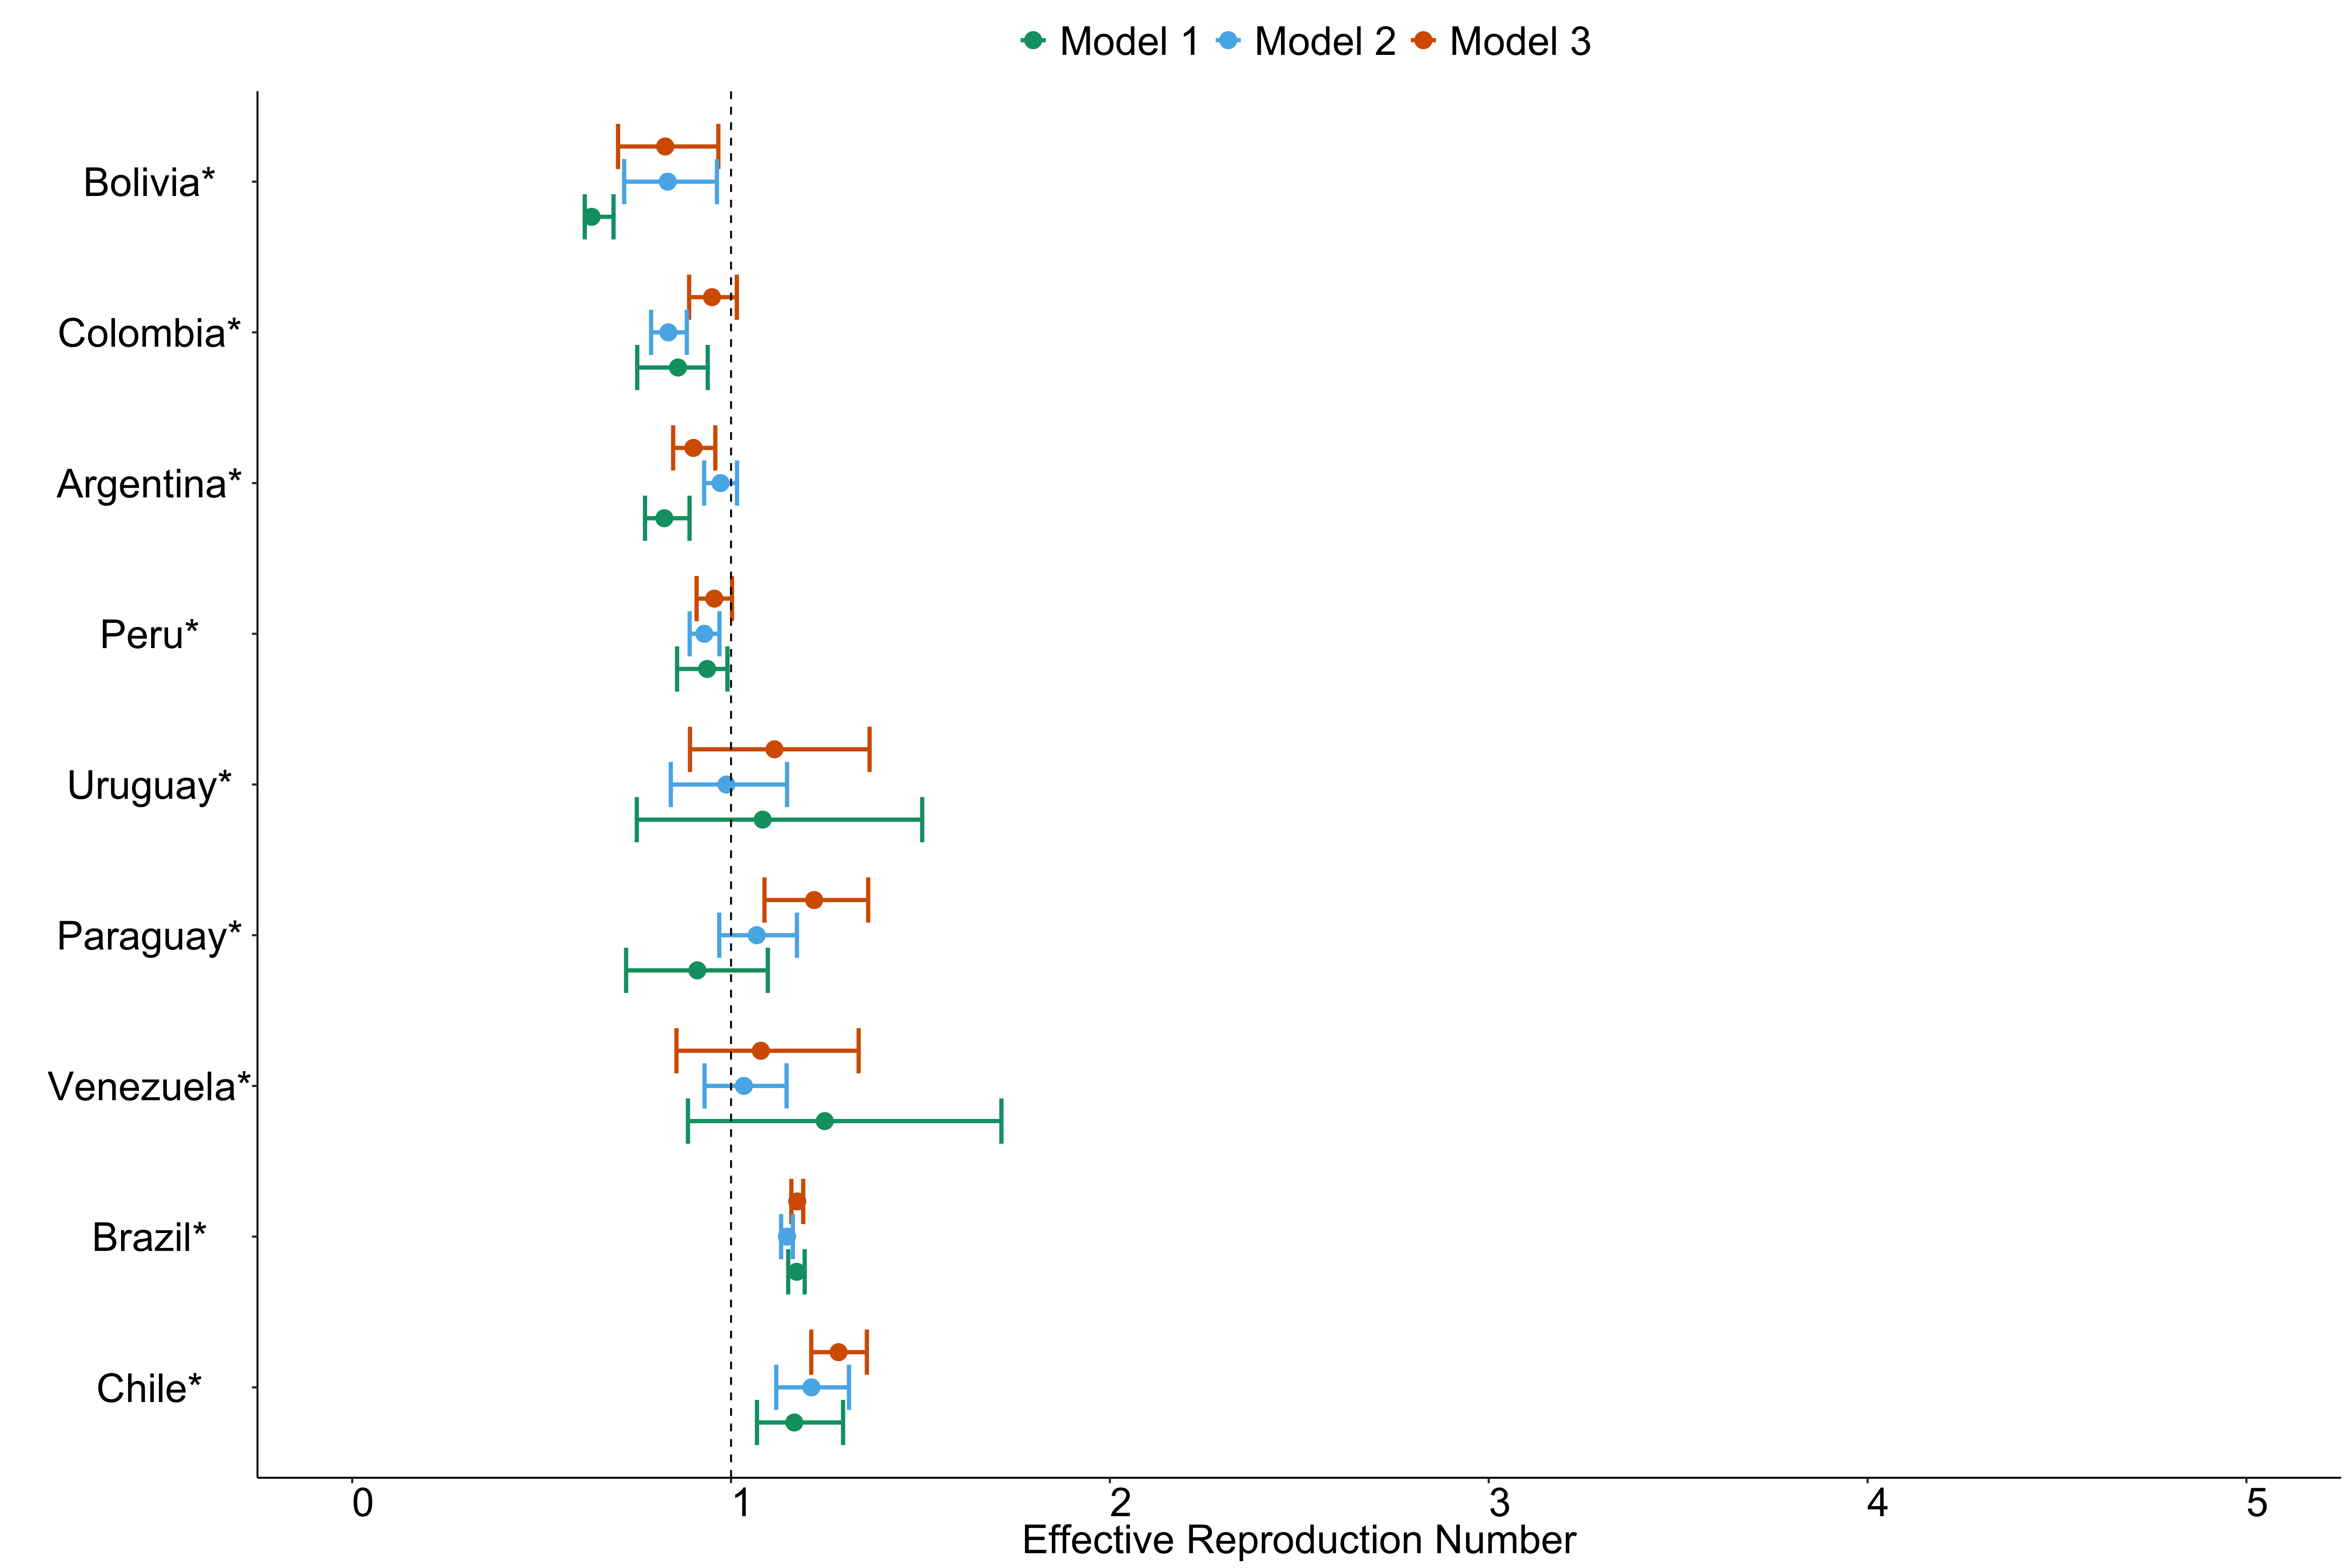 Model 1 Model 2 Model 3
Bolivia*
Colombia*
Argentina*
Peru*
Uruguay*
Paraguay*
Venezuela*
Brazil*
Chile*
0 1 2 3 4 5
Effective Reproduction Number